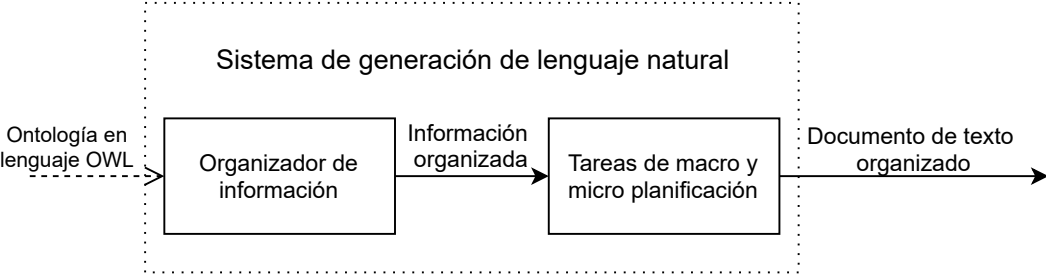 Sistema de generación de lenguaje natural
Ontología en
lenguaje OWL
Organizador de
información
Información
organizada
Tareas de macro y
micro planificación
Documento de texto
organizado